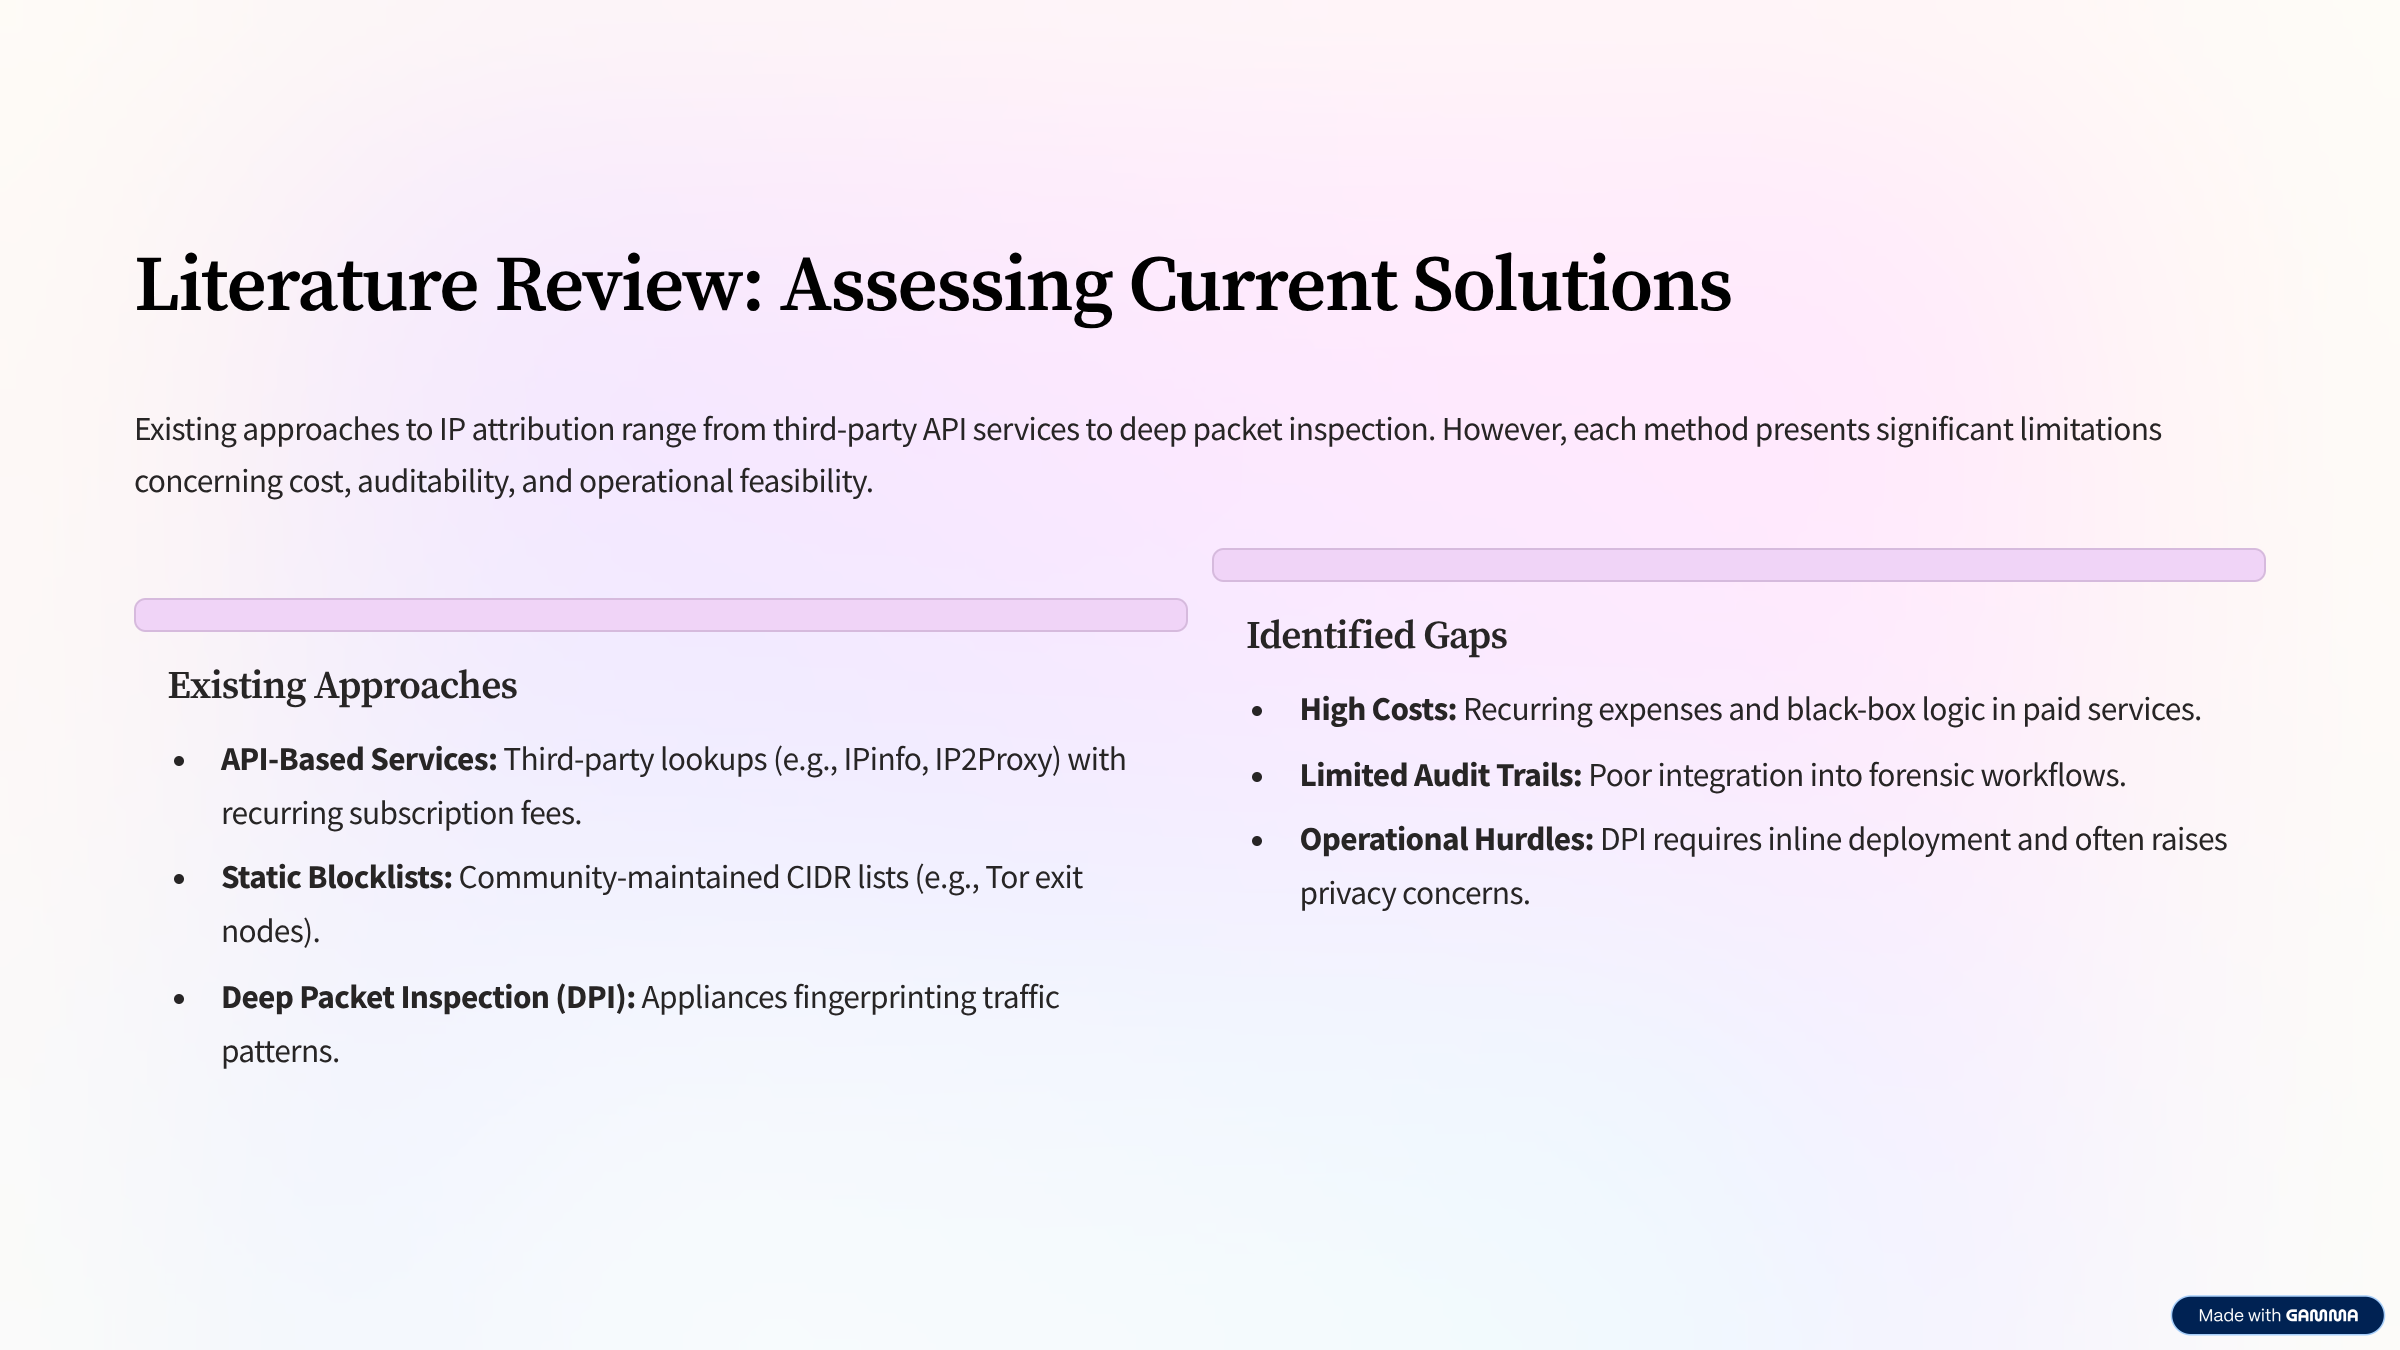 Literature Review: Assessing Current Solutions
Existing approaches to IP attribution range from third-party API services to deep packet inspection. However, each method presents significant limitations
concerning cost, auditability, and operational feasibility.
Existing Approaches
• API-Based Services: Third-party lookups (e.g., IPinfo, IP2Proxy) with
recurring subscription fees.
• Static Blocklists: Community-maintained CIDR lists (e.g., Tor exit
nodes).
• Deep Packet Inspection (DPI): Appliances fingerprinting traffic
patterns.
Identified Gaps
• High Costs: Recurring expenses and black-box logic in paid services.
• Limited Audit Trails: Poor integration into forensic workflows.
• Operational Hurdles: DPI requires inline deployment and often raises
privacy concerns.
Made with GAMMA